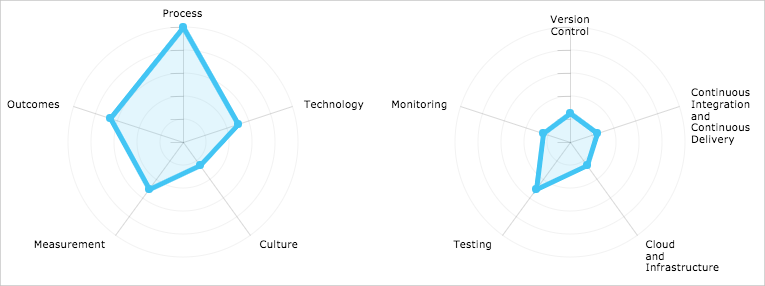 Process
Outcomes
Technology
Measurement
Culture
Version
Control
Monitoring
Continuous
Integration
and
Continuous
Delivery
Testing
Cloud
and
Infrastructure